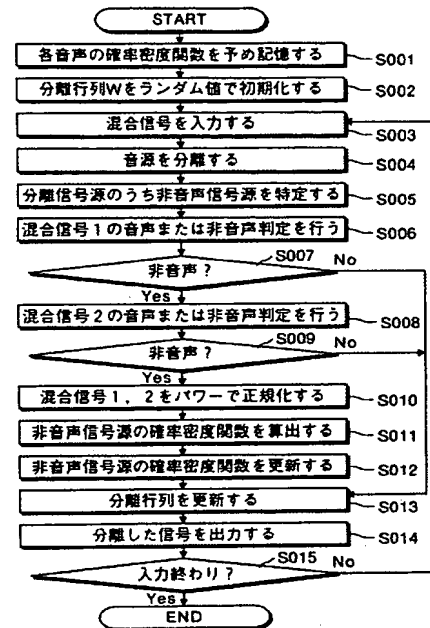 START
各音声の確率密度関数を予め記憶する
S001
分離行列Wをランダム値で初期化する
S002
混合信号を入力する
S003
音源を分離する
S004
分離信号源のうち非音声信号源を特定する
S005
混合信号1の音声または非音声判定を行う
S006
S007
非音声?
No
Yes
混合信号2の音声または非音声判定を行う
S008
S009
非音声?
No
Yes
混合信号1,2をパワーで正規化する
S010
非音声信号源の確率密度関数を算出する
S011
非音声信号源の確率密度関数を更新する
S012
分離行列を更新する
S013
分離した信号を出力する
S014
S015
入力終わり?
No
Yes
END